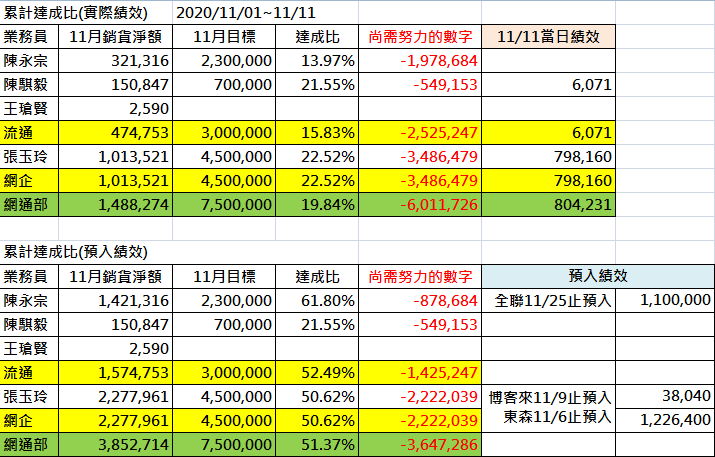 累計達成比(實際績效) 2020/11/01~11/11
業務員 11月銷貨淨額 11月目標 達成比 尚需努力的數字 11/11當日績效
陳永宗 321,316 2,300,000 13.97% -1,978,684
陳騏毅 150,847 700,000 21.55% -549,153 6,071
王瑲賢 2,590
流通 474,753 3,000,000 15.83% -2,525,247 6,071
張玉玲 1,013,521 4,500,000 22.52% -3,486,479 798,160
網企 1,013,521 4,500,000 22.52% -3,486,479 798,160
網通部 1,488,274 7,500,000 19.84% -6,011,726 804,231
累計達成比(預入績效)
業務員 11月銷貨淨額 11月目標 達成比 尚需努力的數字 預入績效
陳永宗 1,421,316 2,300,000 61.80% -878,684 全聯11/25止預入 1,100,000
陳騏毅 150,847 700,000 21.55% -549,153
王瑲賢 2,590
流通 1,574,753 3,000,000 52.49% -1,425,247
張玉玲 2,277,961 4,500,000 50.62% -2,222,039 博客來11/9止預入 38,040
網企 2,277,961 4,500,000 50.62% -2,222,039 東森11/6止預入 1,226,400
網通部 3,852,714 7,500,000 51.37% -3,647,286